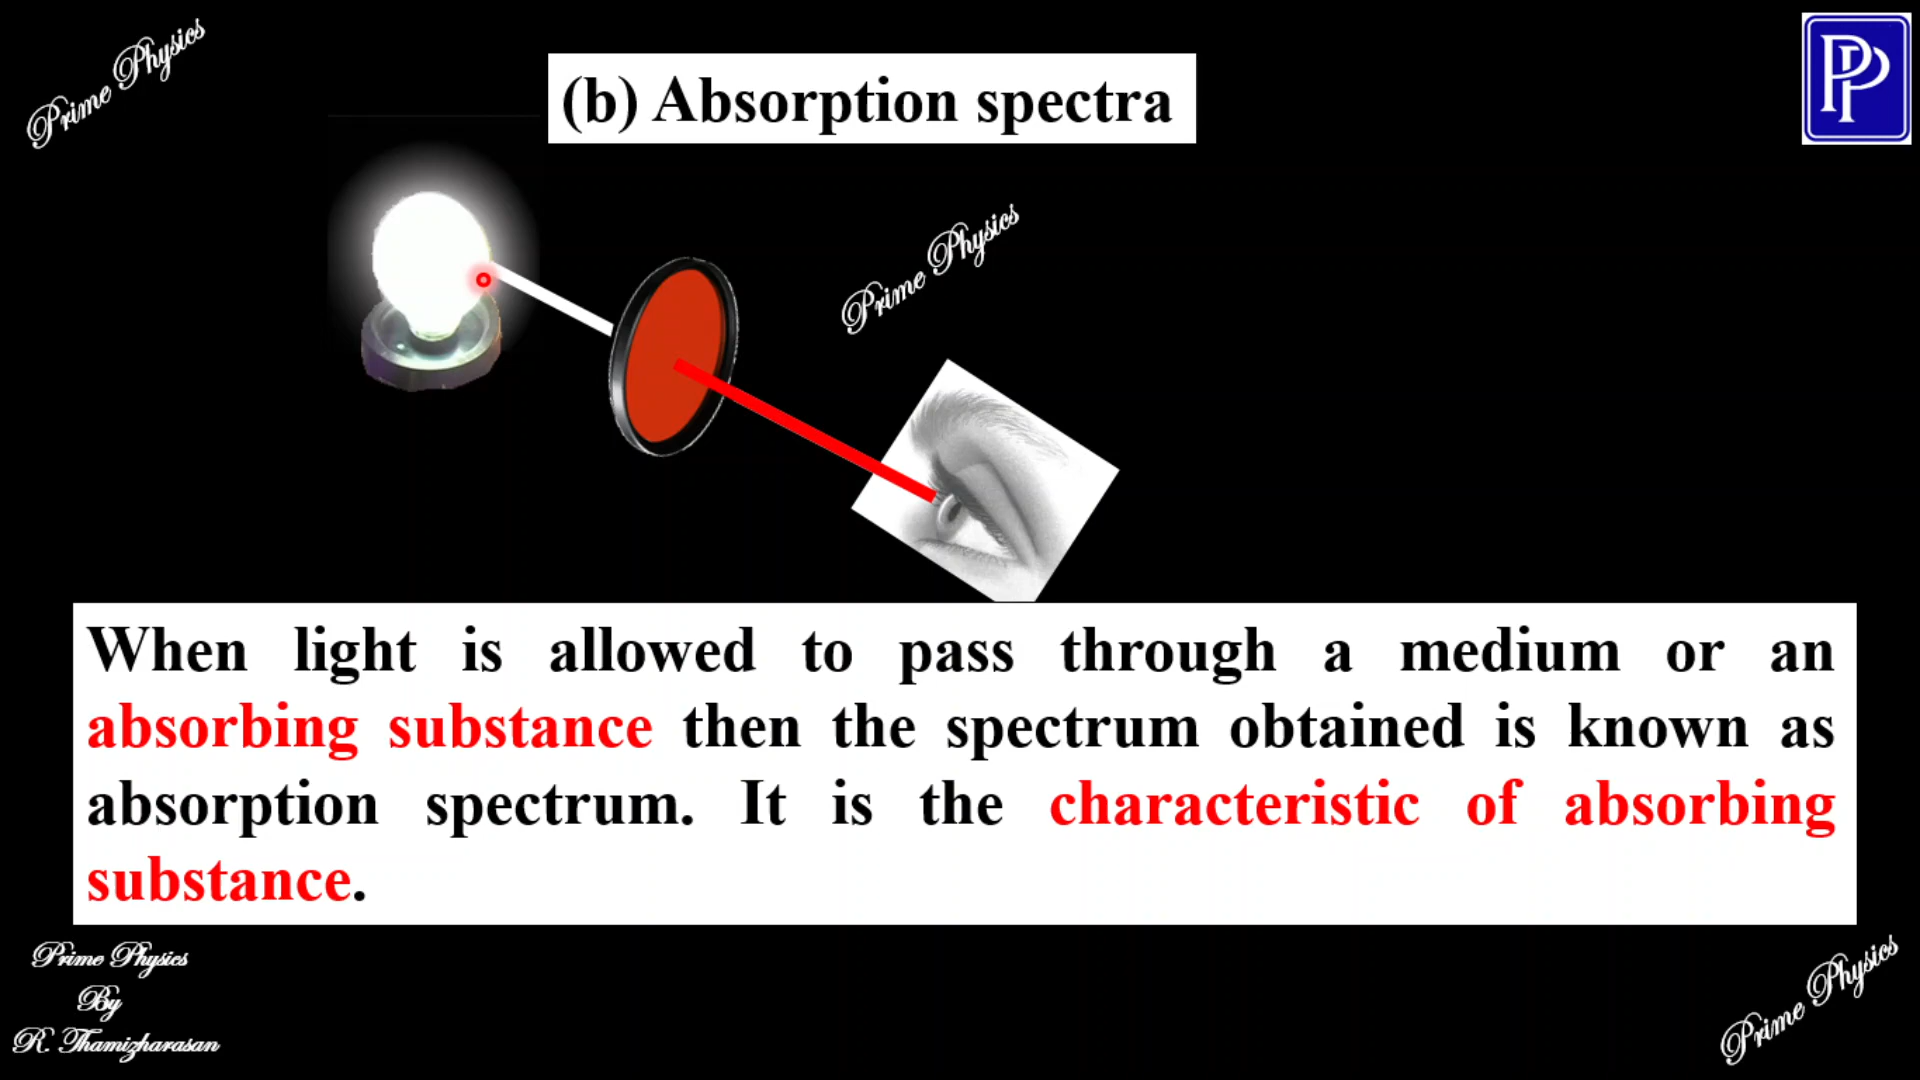 Prime Physics
PP
(b) Absorption spectra
Prime Physics
When light is allowed to pass through a medium or an
absorbing substance then the spectrum obtained is known as
absorption spectrum. It is the characteristic of absorbing
substance.
Prime Physics
By
R. Thamizharasan
Prime Physics